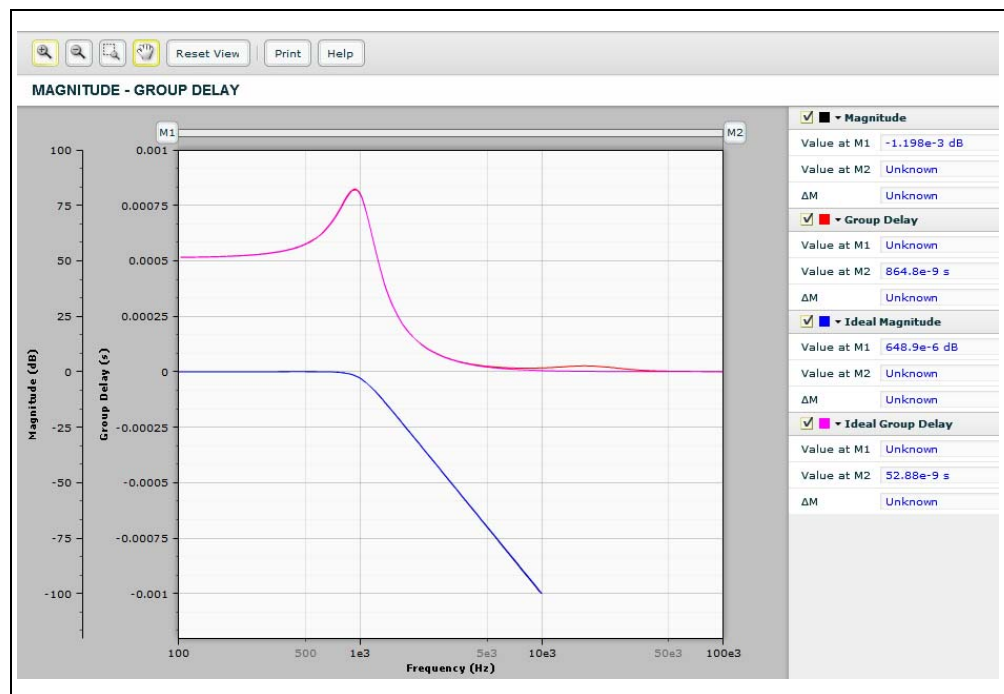 Reset View Print Help
MAGNITUDE - GROUP DELAY
M1 M2
100
75
50
25
0
-25
-50
-75
-100
Magnitude (dB)
0.001
0.00075
0.0005
0.00025
0
-0.00025
-0.0005
-0.00075
-0.001
Group Delay (s)
100 500 1e3 5e3 10e3 50e3 100e3
Frequency (Hz)
Magnitude
Value at M1 -1.198e-3 dB
Value at M2 Unknown
ΔM Unknown
Group Delay
Value at M1 Unknown
Value at M2 864.8e-9 s
ΔM Unknown
Ideal Magnitude
Value at M1 648.9e-6 dB
Value at M2 Unknown
ΔM Unknown
Ideal Group Delay
Value at M1 Unknown
Value at M2 52.88e-9 s
ΔM Unknown